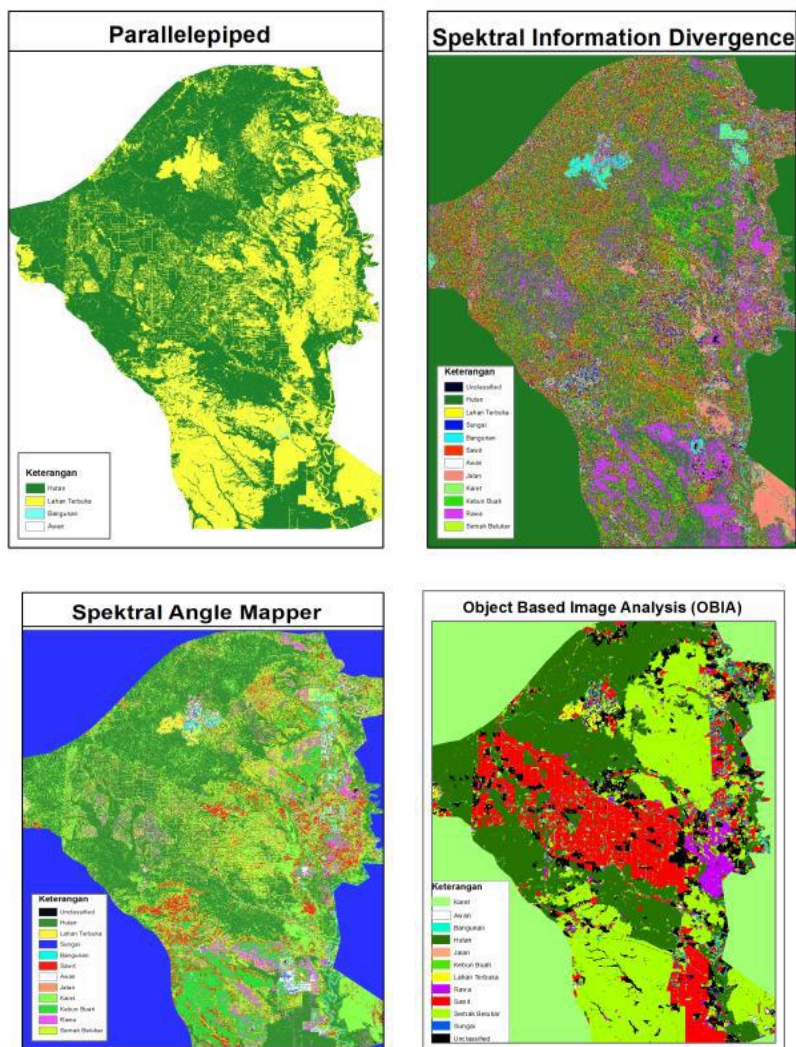 Parallelepiped
Keterangan
Hutan
Lahan Terbuka
Bangunan
Awan
Spektral Information Divergence
Keterangan
Unclassified
Hutan
Lahan Terbuka
Sungai
Bangunan
Sawit
Awan
Jalan
Karet
Kebun Buah
Rawa
Semak Belukar
Spektral Angle Mapper
Keterangan
Unclassified
Hutan
Lahan Terbuka
Sungai
Bangunan
Sawit
Awan
Jalan
Karet
Kebun Buah
Rawa
Semak Belukar
Object Based Image Analysis (OBIA)
Keterangan
Karet
Awan
Bangunan
Hutan
Jalan
Kebun Buah
Lahan Terbuka
Rawa
Sawit
Semak Belukar
Sungai
Unclassified